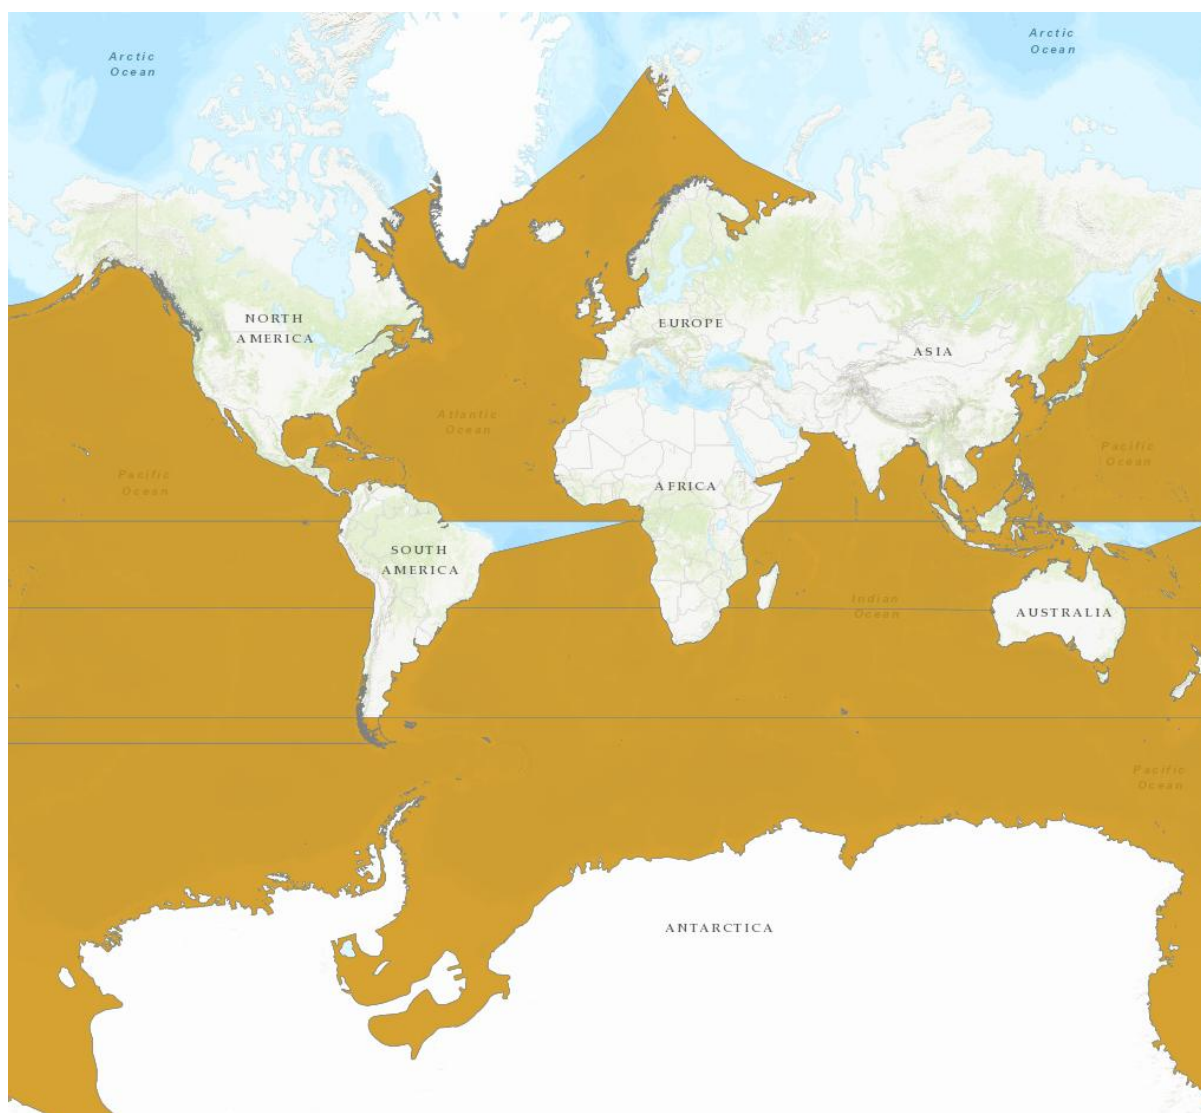 Arctic
Ocean
Arctic
Ocean
NORTH
AMERICA
EUROPE
ASIA
Atlantic
Ocean
Pacific
Ocean
Pacific
Ocean
AFRICA
SOUTH
AMERICA
Indian
Ocean
AUSTRALIA
Pacific
Ocean
ANTARCTICA